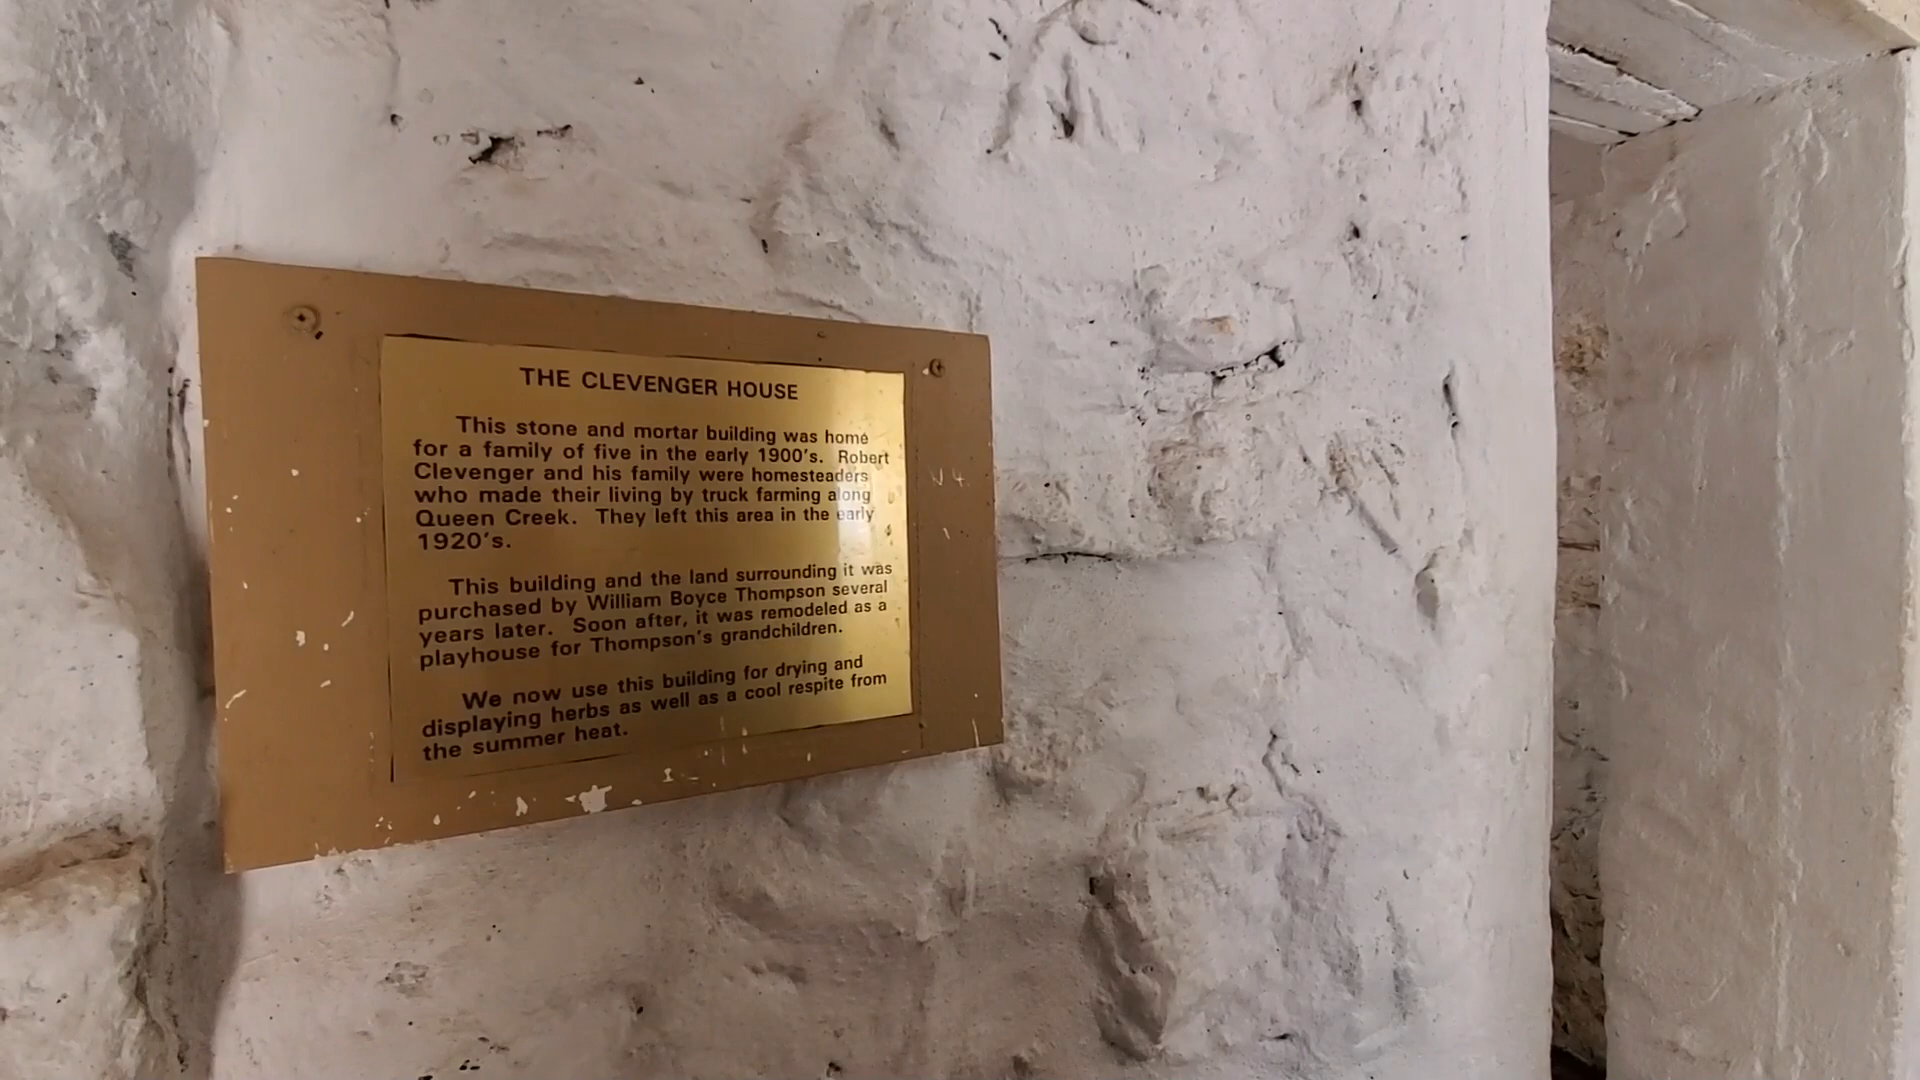 THE CLEVENGER HOUSE
This stone and mortar building was home
for a family of five in the early 1900's. Robert
Clevenger and his family were homesteaders
who made their living by truck farming along
Queen Creek. They left this area in the early
1920's.
This building and the land surrounding it was
purchased by William Boyce Thompson several
years later. Soon after, it was remodeled as a
playhouse for Thompson's grandchildren.
We now use this building for drying and
displaying herbs as well as a cool respite from
the summer heat.